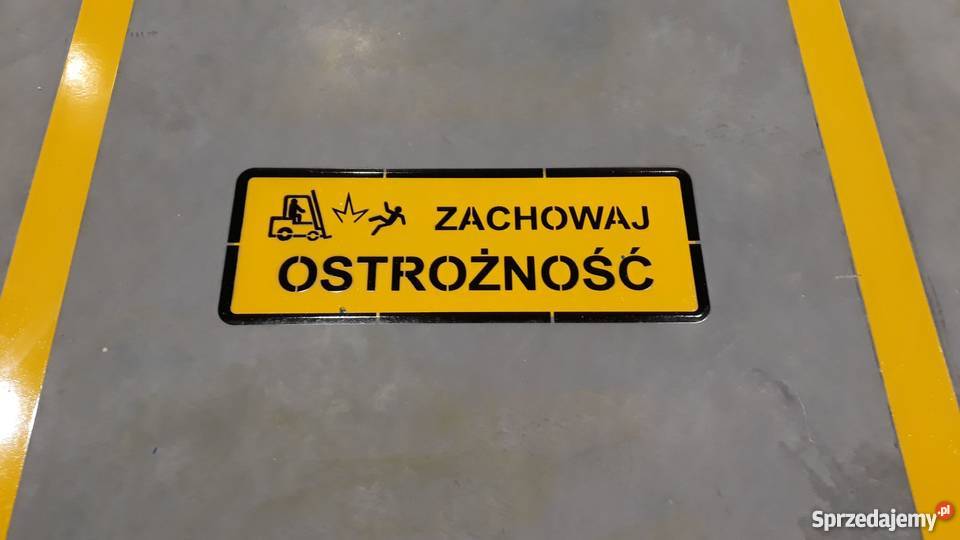 ZACHOWAJ
OSTROŻNOŚĆ
Sprzedajemy.pl